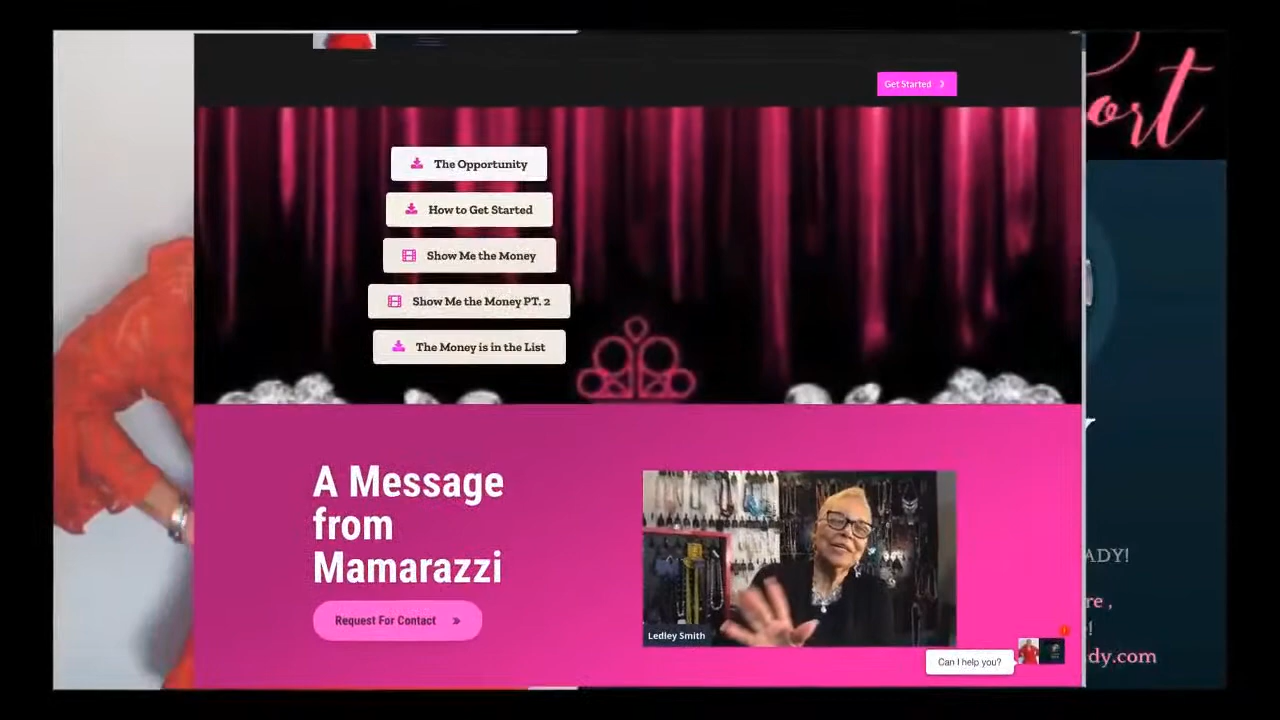 Get Started
ort
The Opportunity
How to Get Started
Show Me the Money
Show Me the Money PT. 2
The Money is in the List
A Message
from
Mamarazzi
Request For Contact
Ledley Smith
Can I help you?
ADY!
re ,
!
dy.com